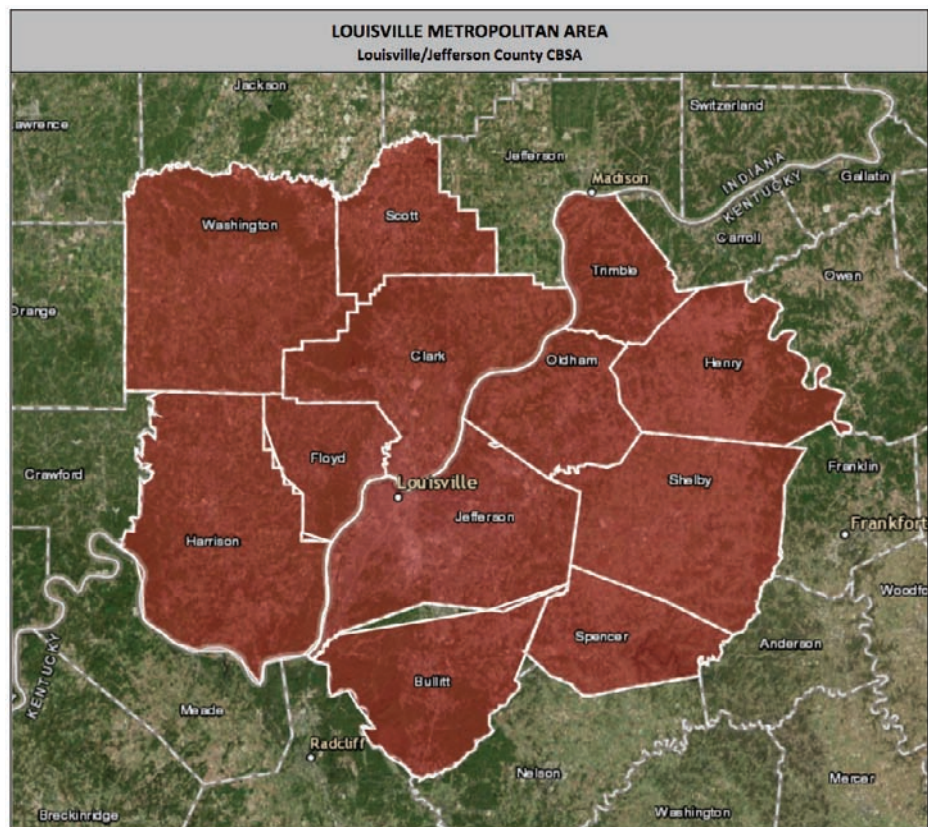 LOUISVILLE METROPOLITAN AREA
Louisville/Jefferson County CBSA
Jackson
Switzerland
awrence
Jefferson
INDIANA
KENTUCKY
Gallatin
Madison
Washington
Scott
Carroll
Trimble
Owen
Orange
Clark
Oldham
Henry
Floyd
Crawford
Franklin
Shelby
Louisville
Jefferson
Frankfort
Harrison
Woodfo
Spencer
Anderson
KENTUCKY
Bullitt
Meade
Radcliff
Nelson
Mercer
Breckinridge
Washington